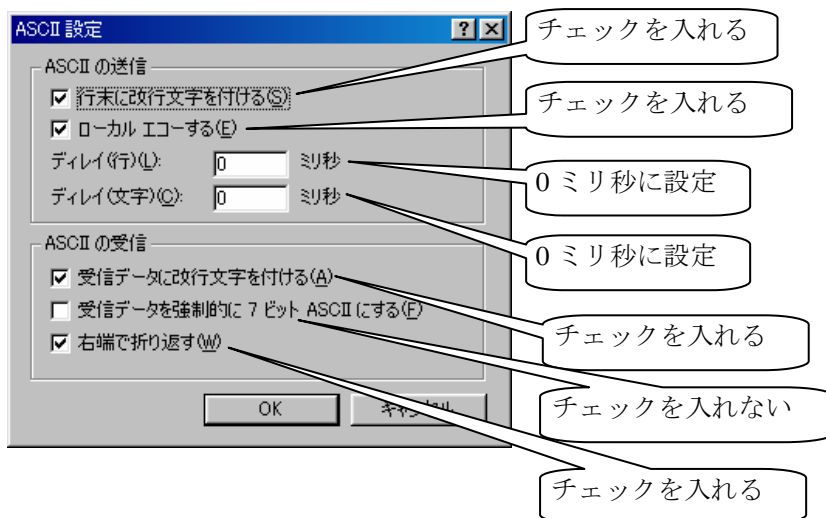 ASCII 設定
ASCII の送信
行末に改行文字を付ける(S)
ローカル エコーする(E)
ディレイ(行)(L): 0 ミリ秒
ディレイ(文字)(C): 0 ミリ秒
ASCII の受信
受信データに改行文字を付ける(A)
受信データを強制的に 7 ビット ASCII にする(F)
右端で折り返す(W)
OK
キャンセル
チェックを入れる
チェックを入れる
0 ミリ秒に設定
0 ミリ秒に設定
チェックを入れる
チェックを入れない
チェックを入れる